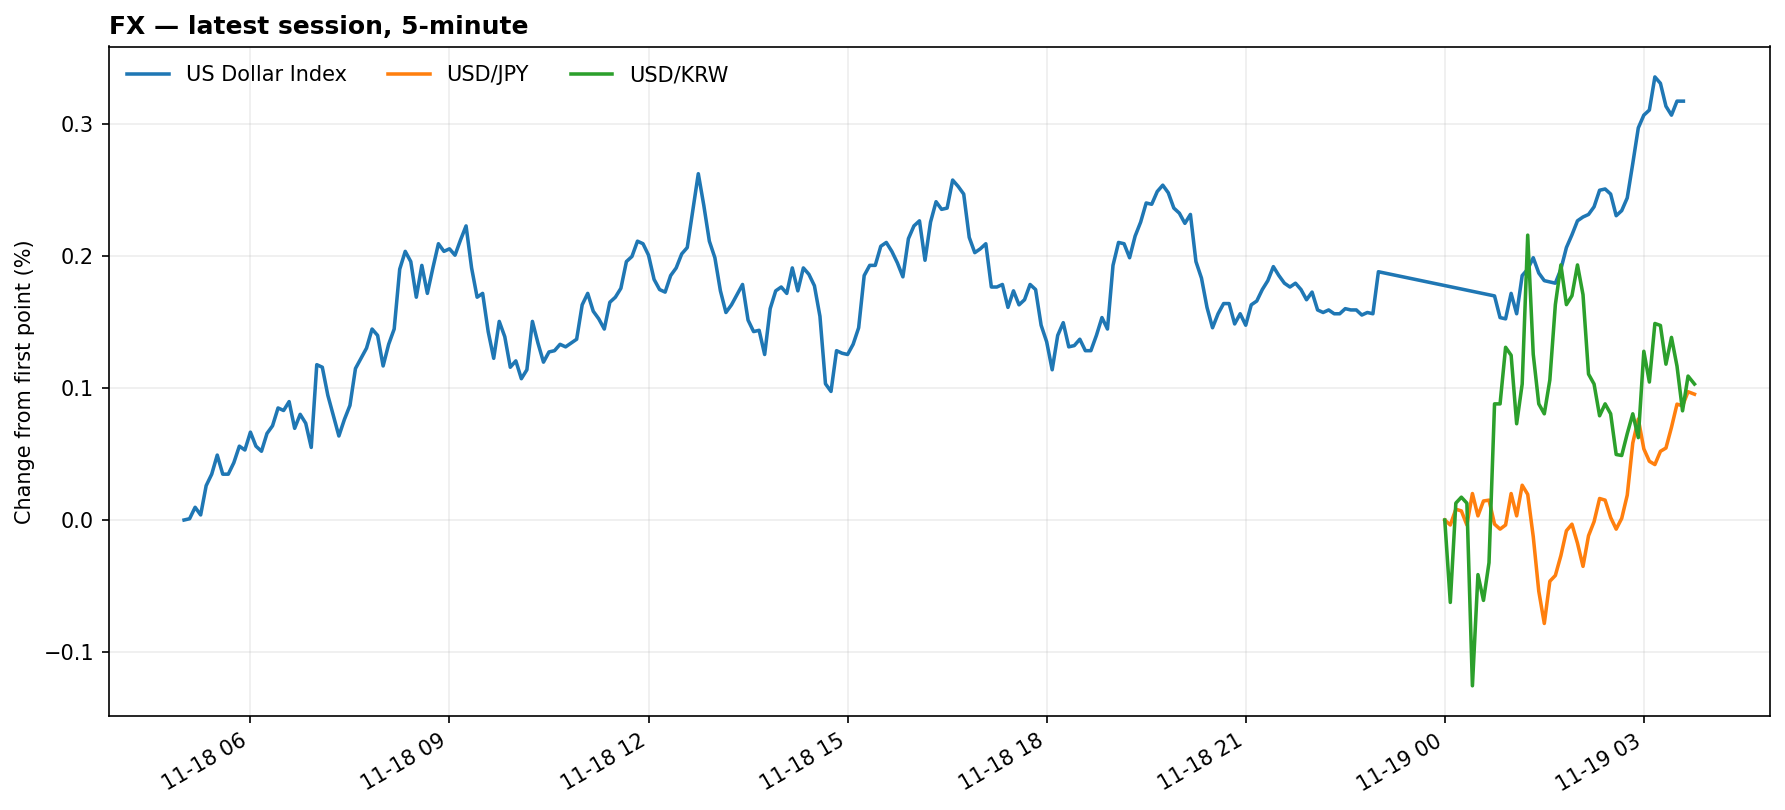 FX — latest session, 5-minute
US Dollar Index
USD/JPY
USD/KRW
Change from first point (%)
0.3
0.2
0.1
0.0
−0.1
11-18 06
11-18 09
11-18 12
11-18 15
11-18 18
11-18 21
11-19 00
11-19 03